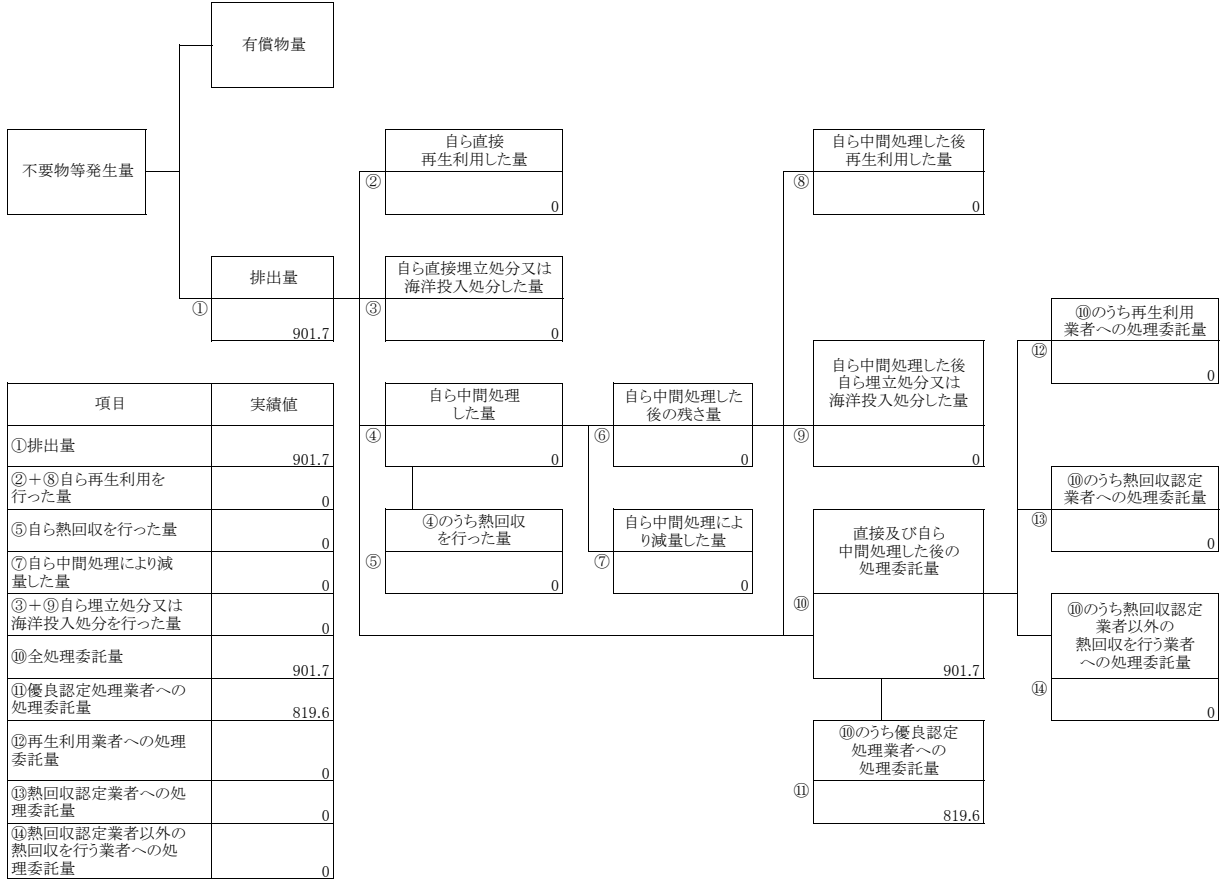 有償物量
不要物等発生量
自ら直接
再生利用した量
②
0
自ら中間処理した後
再生利用した量
⑧
0
排出量
①
901.7
自ら直接埋立処分又は
海洋投入処分した量
③
0
⑩のうち再生利用
業者への処理委託量
⑫
0
自ら中間処理
した量
④
0
自ら中間処理した
後の残さ量
⑥
0
自ら中間処理した後
自ら埋立処分又は
海洋投入処分した量
⑨
0
⑩のうち熱回収認定
業者への処理委託量
⑬
0
④のうち熱回収
を行った量
⑤
0
自ら中間処理によ
り減量した量
⑦
0
直接及び自ら
中間処理した後の
処理委託量
⑩
901.7
⑩のうち熱回収認定
業者以外の
熱回収を行う業者
への処理委託量
⑭
0
⑩のうち優良認定
処理業者への
処理委託量
⑪
819.6
項目 実績値
①排出量
901.7
②+⑧自ら再生利用を
行った量
0
⑤自ら熱回収を行った量
0
⑦自ら中間処理により減
量した量
0
③+⑨自ら埋立処分又は
海洋投入処分を行った量
0
⑩全処理委託量
901.7
⑪優良認定処理業者への
処理委託量
819.6
⑫再生利用業者への処理
委託量
0
⑬熱回収認定業者への処
理委託量
0
⑭熱回収認定業者以外の
熱回収を行う業者への処
理委託量
0